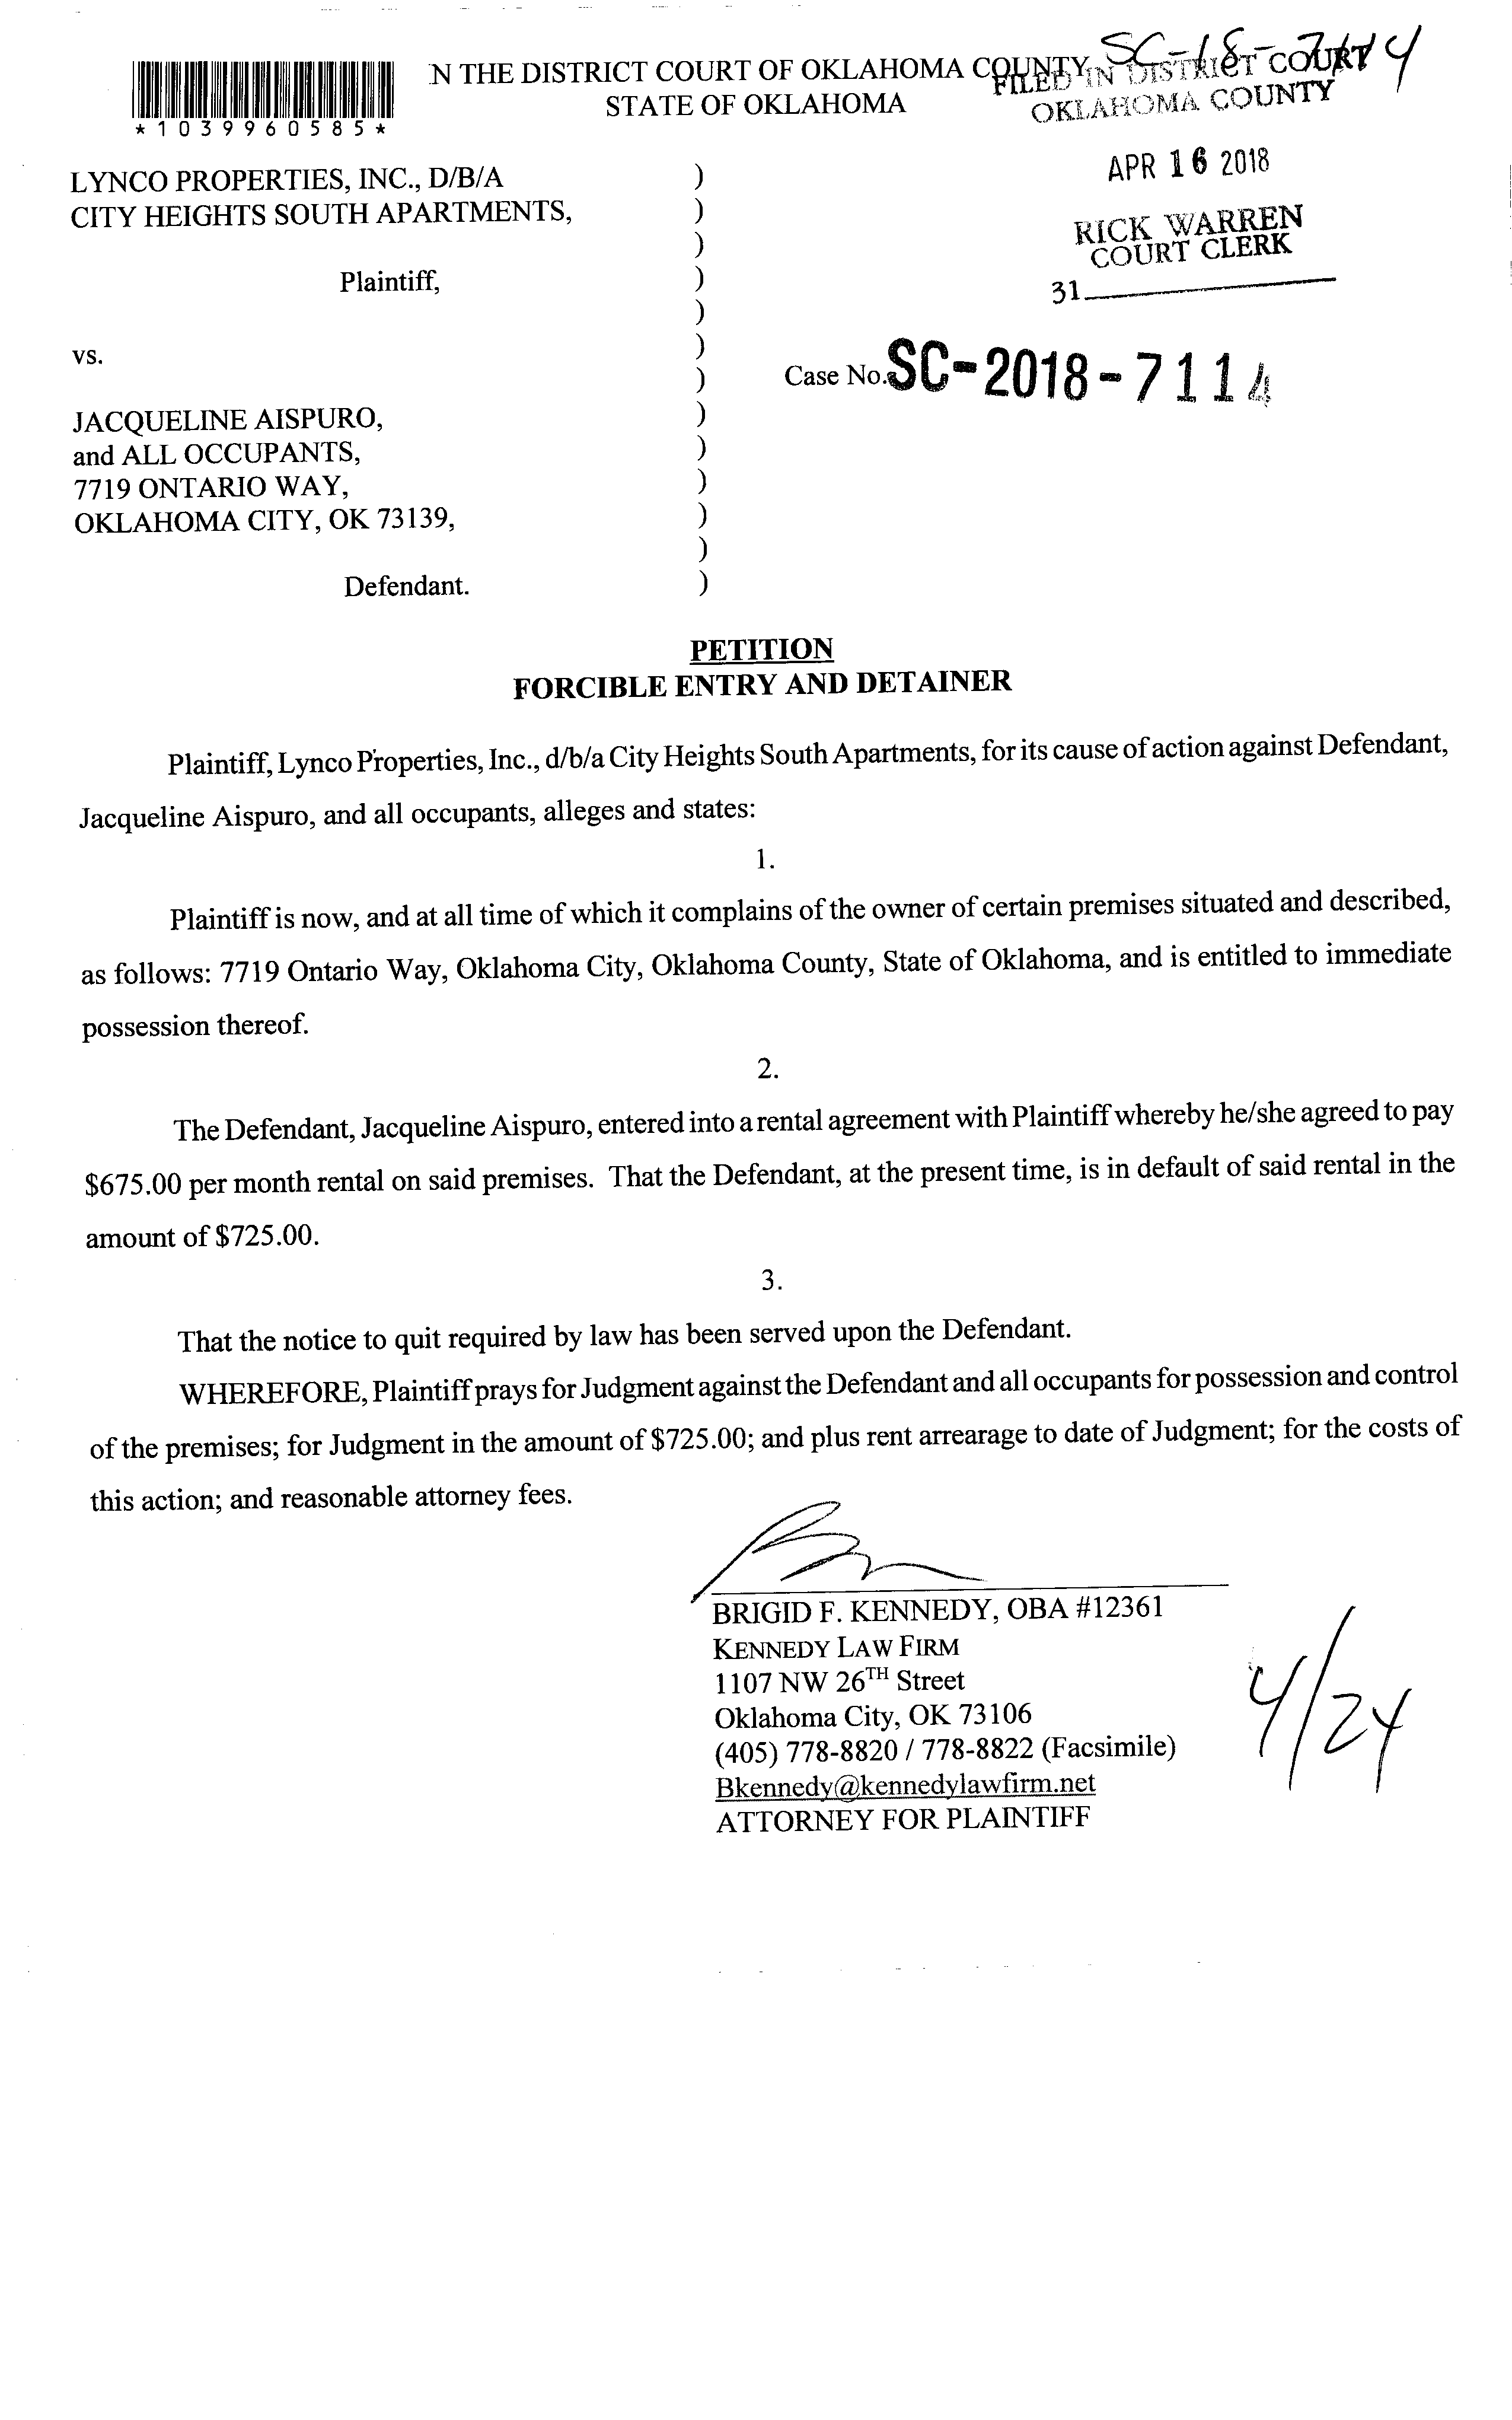 SC-18-7114
N THE DISTRICT COURT OF OKLAHOMA COUNTY
STATE OF OKLAHOMA
FILED IN DISTRICT COURT
OKLAHOMA COUNTY
*1039960585*
APR 16 2018
RICK WARREN
COURT CLERK
31
LYNCO PROPERTIES, INC., D/B/A )
CITY HEIGHTS SOUTH APARTMENTS, )
)
Plaintiff, )
)
vs. )
)
Case No. SC-2018-7114
JACQUELINE AISPURO, )
and ALL OCCUPANTS, )
7719 ONTARIO WAY, )
OKLAHOMA CITY, OK 73139, )
)
Defendant. )
PETITION
FORCIBLE ENTRY AND DETAINER
Plaintiff, Lynco Properties, Inc., d/b/a City Heights South Apartments, for its cause of action against Defendant,
Jacqueline Aispuro, and all occupants, alleges and states:
1.
Plaintiff is now, and at all time of which it complains of the owner of certain premises situated and described,
as follows: 7719 Ontario Way, Oklahoma City, Oklahoma County, State of Oklahoma, and is entitled to immediate
possession thereof.
2.
The Defendant, Jacqueline Aispuro, entered into a rental agreement with Plaintiff whereby he/she agreed to pay
$675.00 per month rental on said premises. That the Defendant, at the present time, is in default of said rental in the
amount of $725.00.
3.
That the notice to quit required by law has been served upon the Defendant.
WHEREFORE, Plaintiff prays for Judgment against the Defendant and all occupants for possession and control
of the premises; for Judgment in the amount of $725.00; and plus rent arrearage to date of Judgment; for the costs of
this action; and reasonable attorney fees.
BRIGID F. KENNEDY, OBA #12361
KENNEDY LAW FIRM
1107 NW 26TH Street
Oklahoma City, OK 73106
(405) 778-8820 / 778-8822 (Facsimile)
Bkennedy@kennedylawfirm.net
ATTORNEY FOR PLAINTIFF
4/24